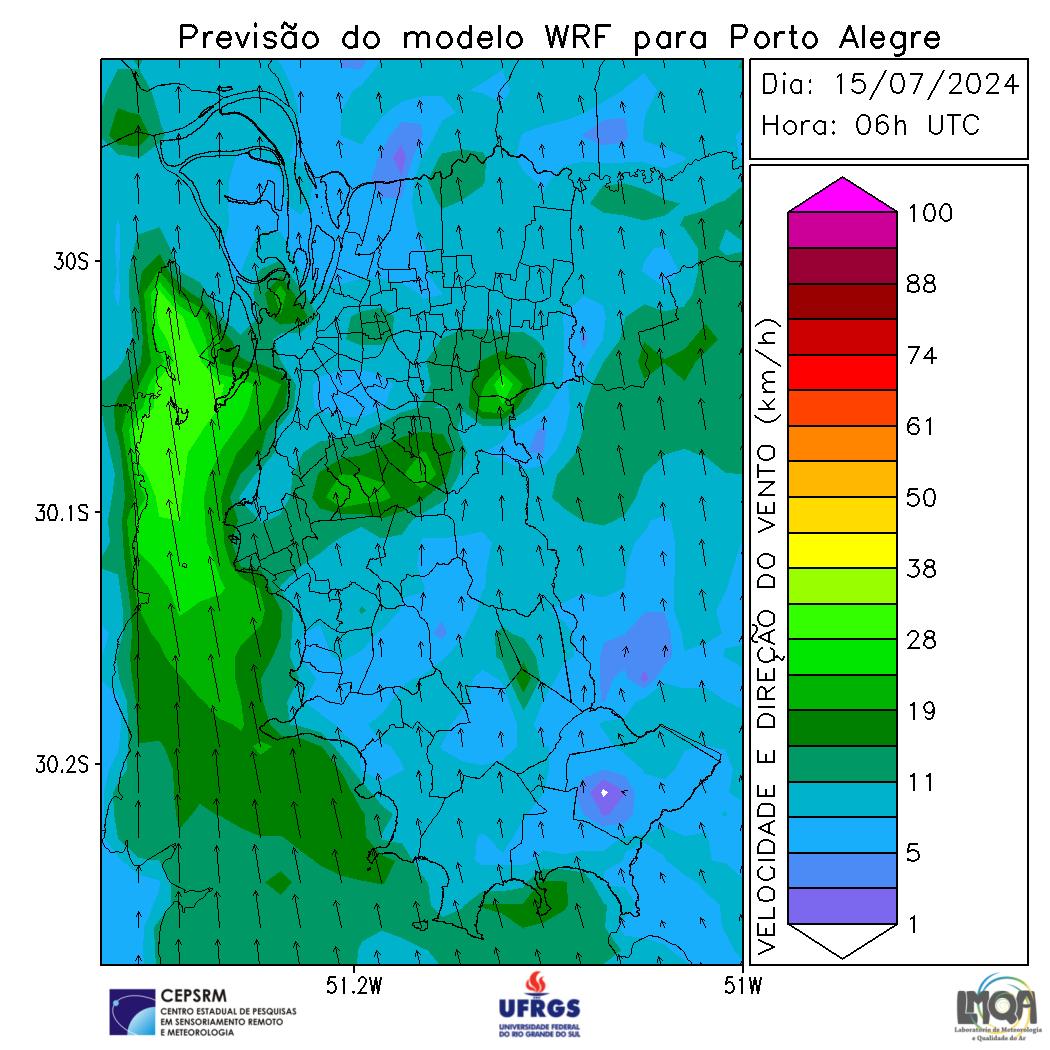 Previsão do modelo WRF para Porto Alegre
Dia: 15/07/2024
Hora: 06h UTC
30S
30.1S
30.2S
51.2W
51W
VELOCIDADE E DIREÇÃO DO VENTO (km/h)
100
88
74
61
50
38
28
19
11
5
1
CEPSRM
CENTRO ESTADUAL DE PESQUISAS
EM SENSORIAMENTO REMOTO
E METEOROLOGIA
UFRGS
UNIVERSIDADE FEDERAL
DO RIO GRANDE DO SUL
LMQA
Laboratório de Meteorologia
e Qualidade do Ar